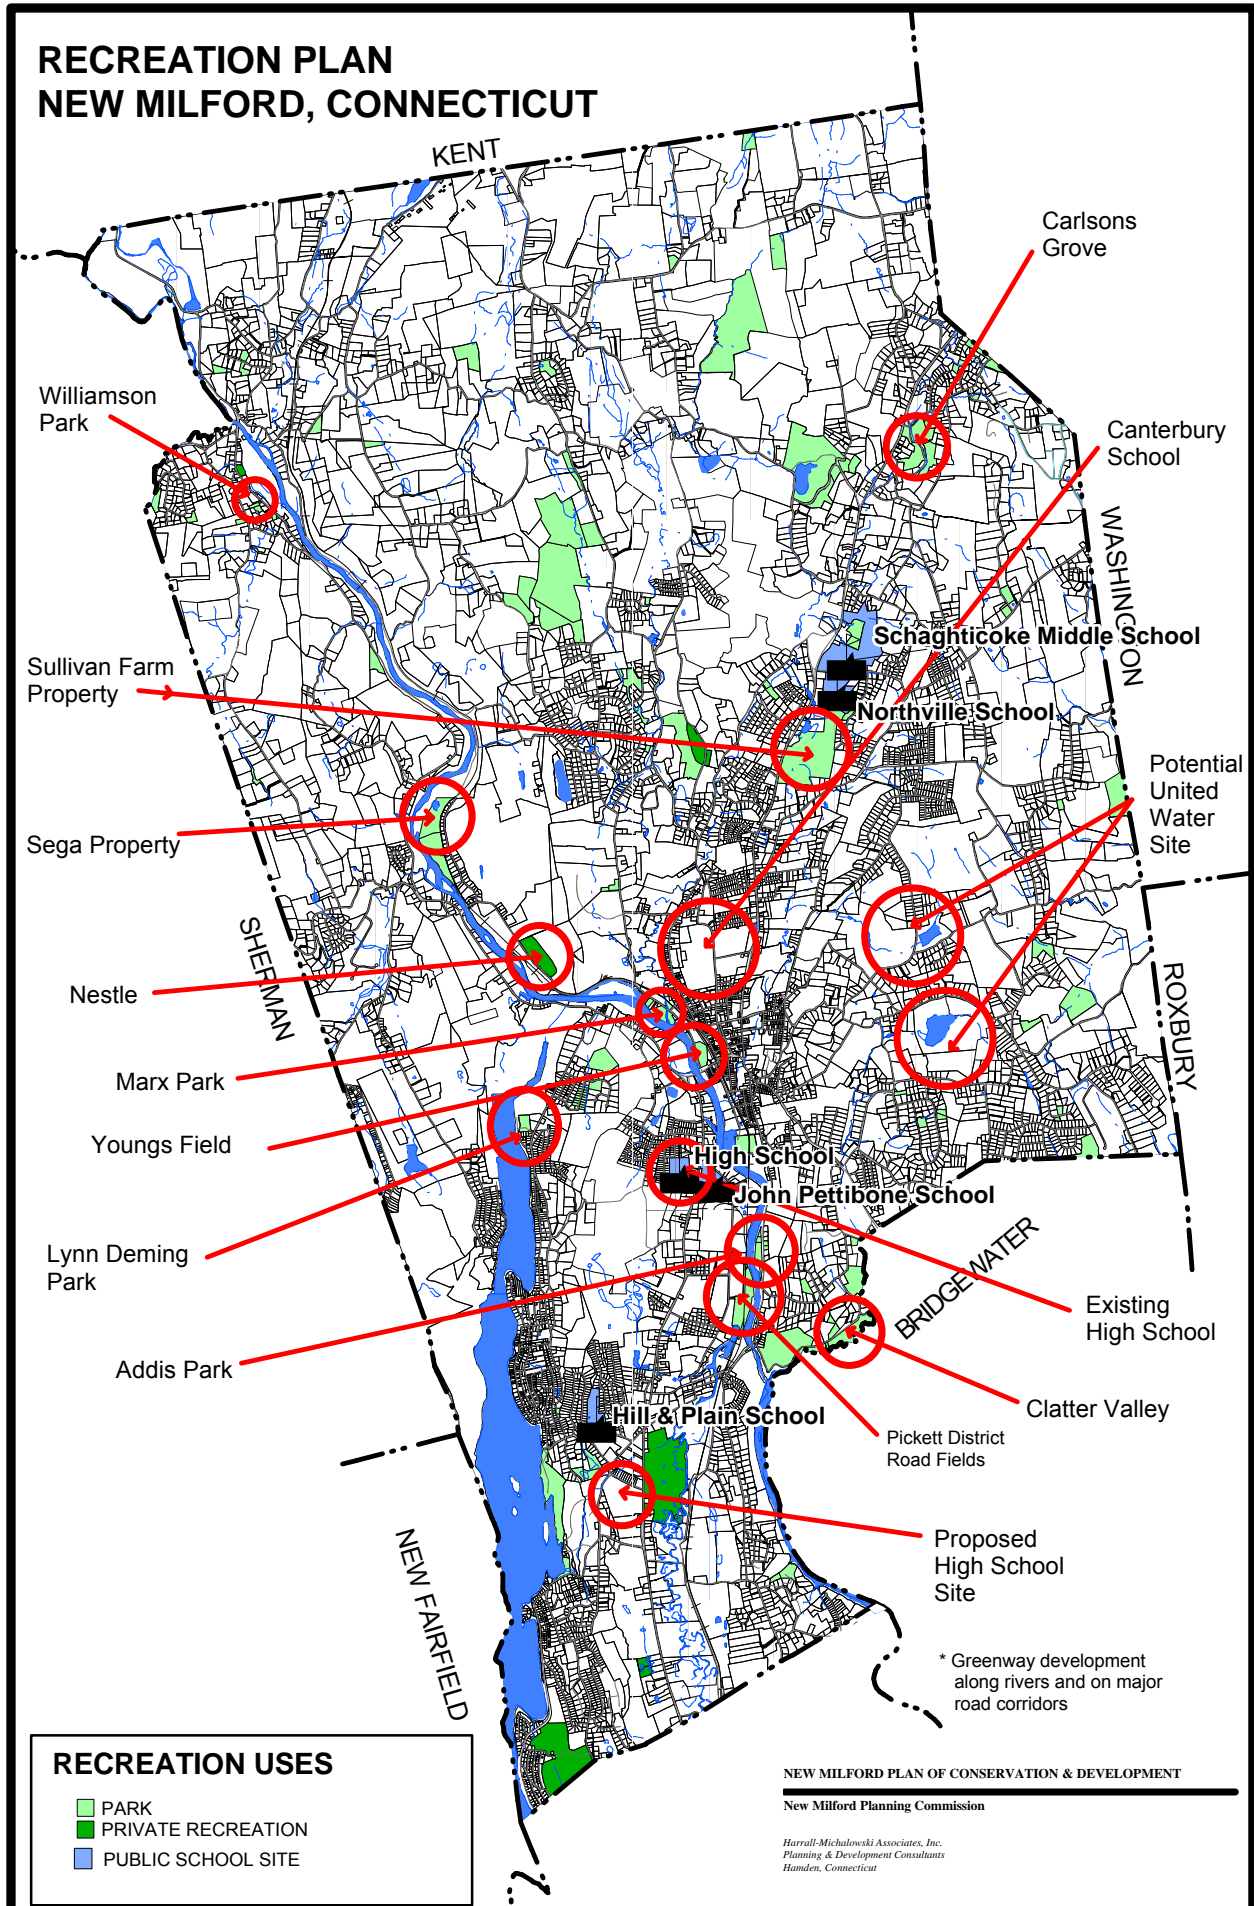 RECREATION PLAN
NEW MILFORD, CONNECTICUT
KENT
Carlsons
Grove
Williamson
Park
Canterbury
School
WASHINGTON
Schaghticoke Middle School
Sullivan Farm
Property
Northville School
Potential
United
Water
Site
Sega Property
SHERMAN
ROXBURY
Nestle
Marx Park
Youngs Field
High School
John Pettibone School
Lynn Deming
Park
BRIDGEWATER
Existing
High School
Addis Park
Clatter Valley
Hill & Plain School
Pickett District
Road Fields
NEW FAIRFIELD
Proposed
High School
Site
* Greenway development
along rivers and on major
road corridors
RECREATION USES
PARK
PRIVATE RECREATION
PUBLIC SCHOOL SITE
NEW MILFORD PLAN OF CONSERVATION & DEVELOPMENT
New Milford Planning Commission
Harrall-Michalowski Associates, Inc.
Planning & Development Consultants
Hamden, Connecticut